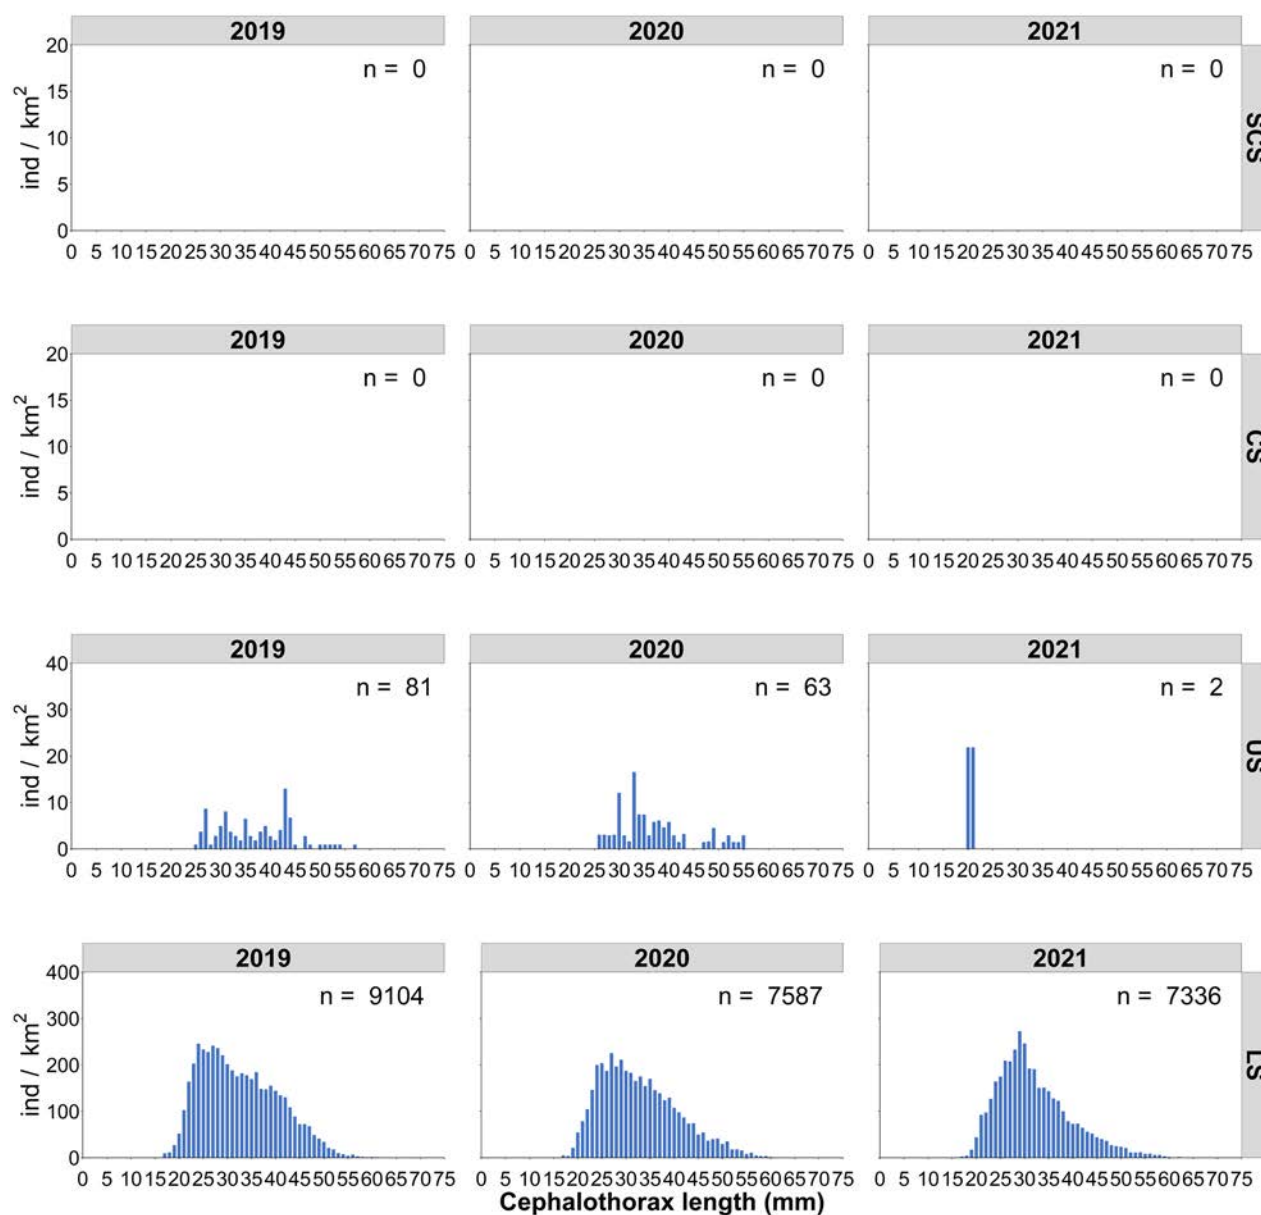 2019 2020 2021
n = 0 n = 0 n = 0
ind / km²
20
15
10
5
0
SCS
0 5 10 15 20 25 30 35 40 45 50 55 60 65 70 75 0 5 10 15 20 25 30 35 40 45 50 55 60 65 70 75 0 5 10 15 20 25 30 35 40 45 50 55 60 65 70 75
2019 2020 2021
n = 0 n = 0 n = 0
ind / km²
20
15
10
5
0
CS
0 5 10 15 20 25 30 35 40 45 50 55 60 65 70 75 0 5 10 15 20 25 30 35 40 45 50 55 60 65 70 75 0 5 10 15 20 25 30 35 40 45 50 55 60 65 70 75
2019 2020 2021
n = 81 n = 63 n = 2
ind / km²
40
30
20
10
0
US
0 5 10 15 20 25 30 35 40 45 50 55 60 65 70 75 0 5 10 15 20 25 30 35 40 45 50 55 60 65 70 75 0 5 10 15 20 25 30 35 40 45 50 55 60 65 70 75
2019 2020 2021
n = 9104 n = 7587 n = 7336
ind / km²
400
300
200
100
0
LS
0 5 10 15 20 25 30 35 40 45 50 55 60 65 70 75 0 5 10 15 20 25 30 35 40 45 50 55 60 65 70 75 0 5 10 15 20 25 30 35 40 45 50 55 60 65 70 75
Cephalothorax length (mm)